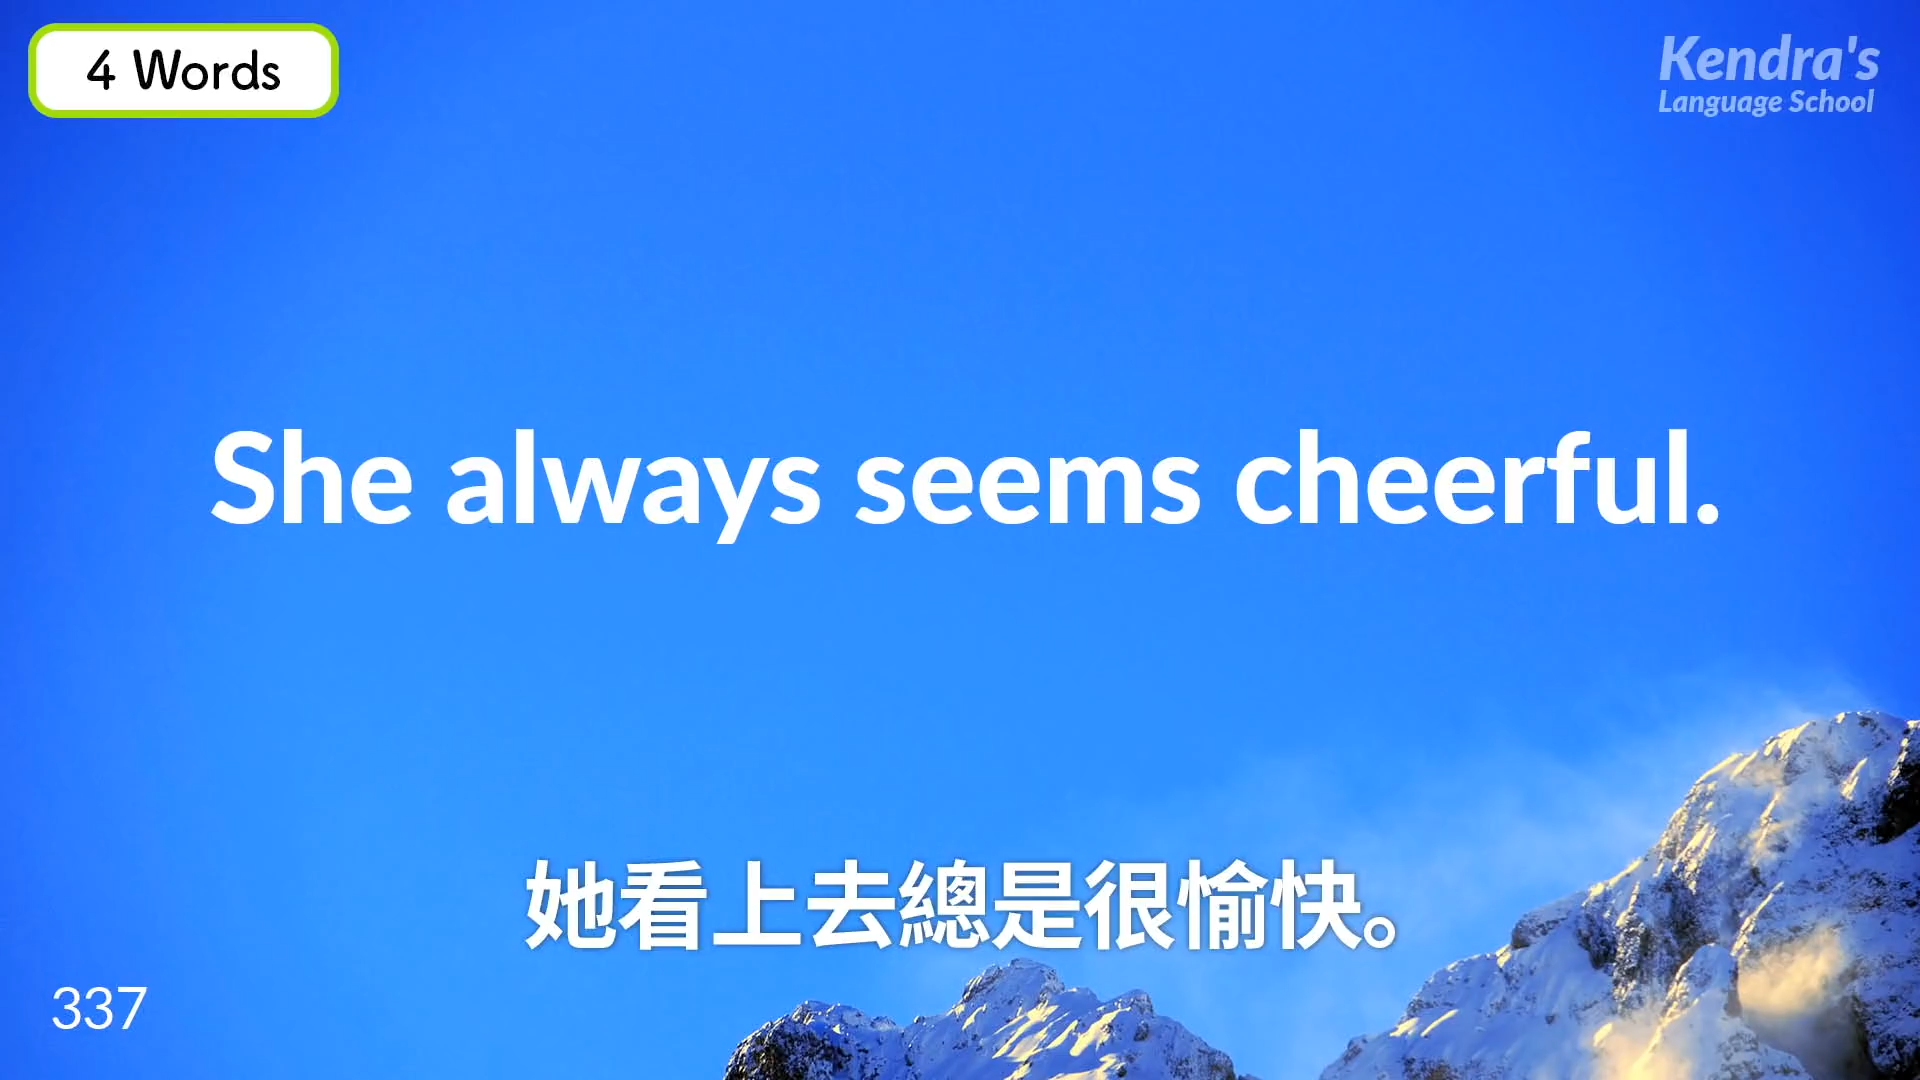 4 Words
Kendra's
Language School
She always seems cheerful.
她看上去總是很愉快。
337